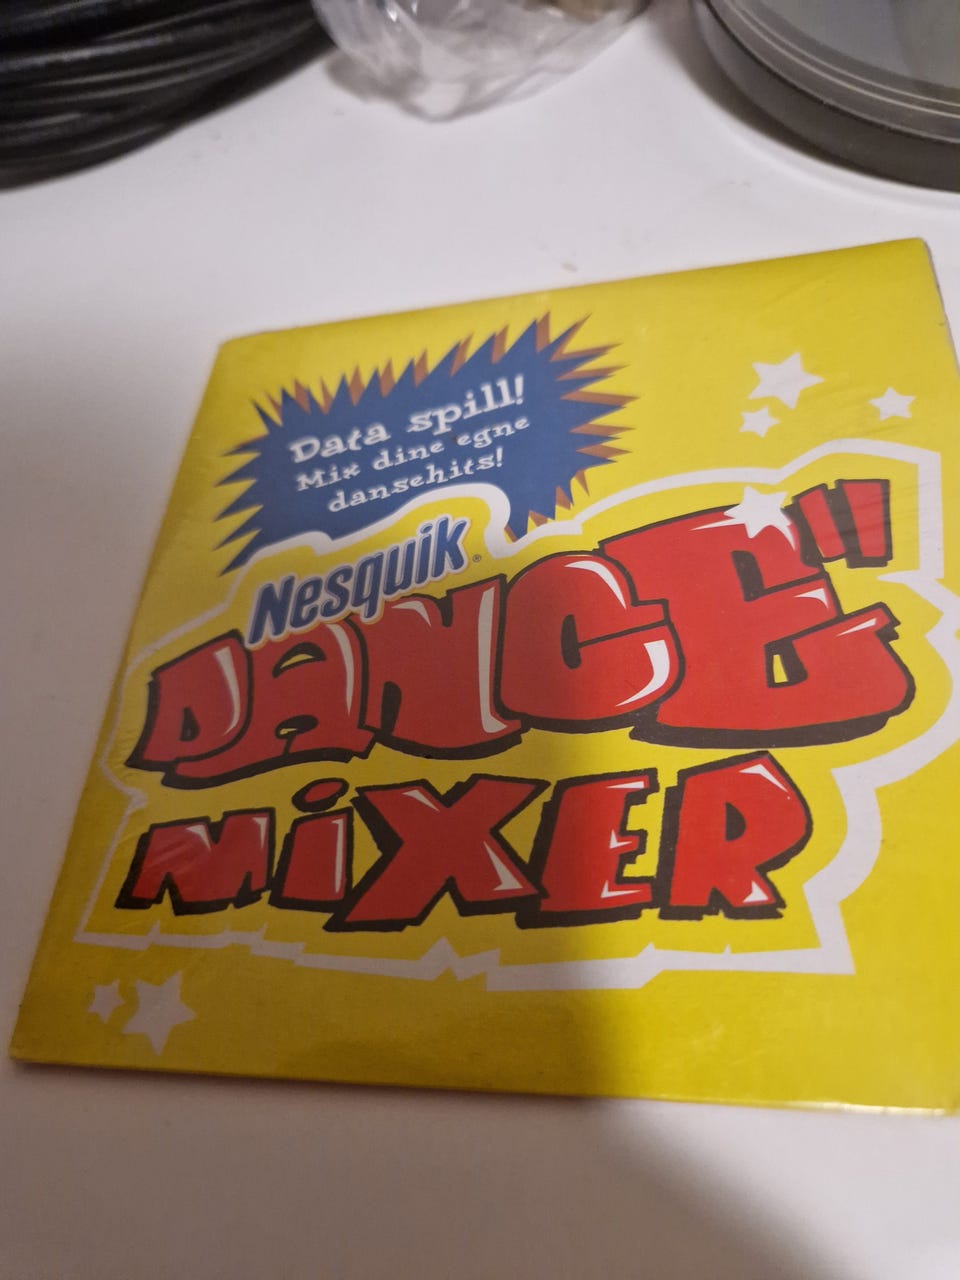 Data spill!
Mix dine egne
dansehits!
Nesquik®
DANCE"
MiXER